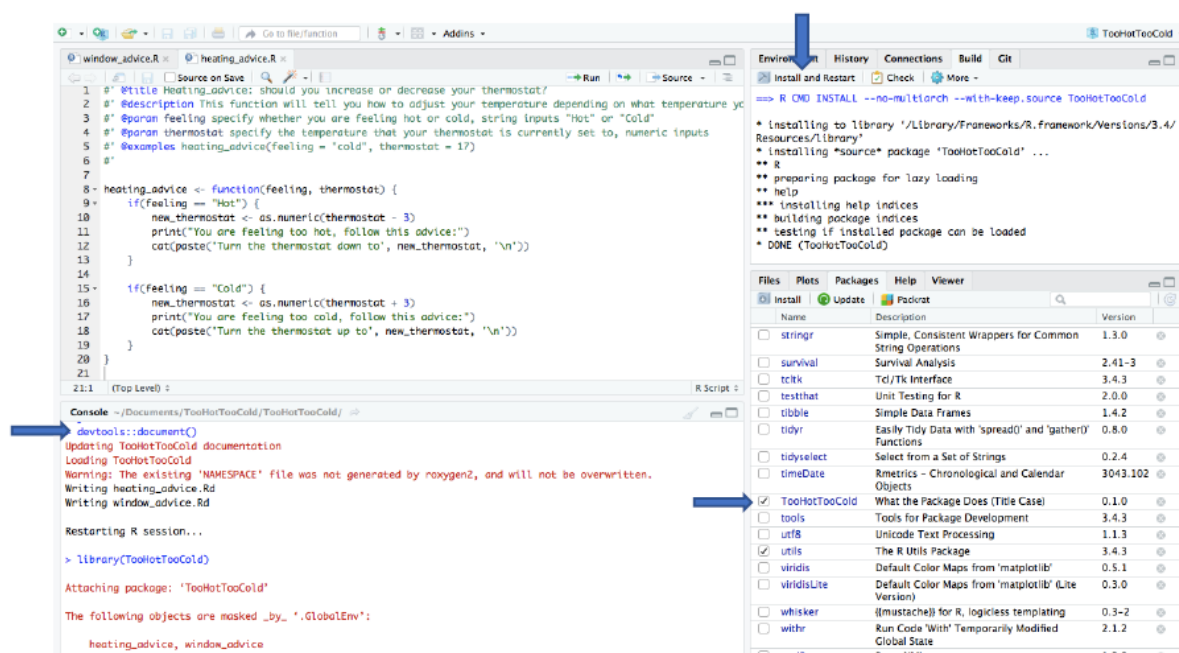 Go to file/function
Addins
TooHotTooCold
window_advice.R
heating_advice.R
Source on Save
Run
Source
1 #' @title Heating_advice: should you increase or decrease your thermostat?
2 #' @description This function will tell you how to adjust your temperature depending on what temperature yo
3 #' @param feeling specify whether you are feeling hot or cold, string inputs "Hot" or "Cold"
4 #' @param thermostat specify the temperature that your thermostat is currently set to, numeric inputs
5 #' @examples heating_advice(feeling = "cold", thermostat = 17)
6 #'
7
8 heating_advice <- function(feeling, thermostat) {
9 if(feeling == "Hot") {
10 new_thermostat <- as.numeric(thermostat - 3)
11 print("You are feeling too hot, follow this advice:")
12 cat(paste('Turn the thermostat down to', new_thermostat, '\n'))
13 }
14
15 if(feeling == "Cold") {
16 new_thermostat <- as.numeric(thermostat + 3)
17 print("You are feeling too cold, follow this advice:")
18 cat(paste('Turn the thermostat up to', new_thermostat, '\n'))
19 }
20 }
21
21:1 (Top Level) R Script
Console ~/Documents/TooHotTooCold/TooHotTooCold/
devtools::document()
Updating TooHotTooCold documentation
Loading TooHotTooCold
Warning: The existing 'NAMESPACE' file was not generated by roxygen2, and will not be overwritten.
Writing heating_advice.Rd
Writing window_advice.Rd
Restarting R session...
> library(TooHotTooCold)
Attaching package: 'TooHotTooCold'
The following objects are masked _by_ '.GlobalEnv':
heating_advice, window_advice
History Connections Build Git
Install and Restart Check More
==> R CMD INSTALL --no-multiarch --with-keep.source TooHotTooCold
* installing to library '/Library/Frameworks/R.framework/Versions/3.4/
Resources/library'
* installing *source* package 'TooHotTooCold' ...
** R
** preparing package for lazy loading
** help
*** installing help indices
** building package indices
** testing if installed package can be loaded
* DONE (TooHotTooCold)
Files Plots Packages Help Viewer
Install Update Packrat
Name Description Version
stringr Simple, Consistent Wrappers for Common 1.3.0
String Operations
survival Survival Analysis 2.41-3
tcltk Tcl/Tk Interface 3.4.3
testthat Unit Testing for R 2.0.0
tibble Simple Data Frames 1.4.2
tidyr Easily Tidy Data with 'spread()' and 'gather()' 0.8.0
Functions
tidyselect Select from a Set of Strings 0.2.4
timeDate Rmetrics - Chronological and Calendar 3043.102
Objects
TooHotTooCold What the Package Does (Title Case) 0.1.0
tools Tools for Package Development 3.4.3
utf8 Unicode Text Processing 1.1.3
utils The R Utils Package 3.4.3
viridis Default Color Maps from 'matplotlib' 0.5.1
viridisLite Default Color Maps from 'matplotlib' (Lite 0.3.0
Version)
whisker {{mustache}} for R, logicless templating 0.3-2
withr Run Code 'With' Temporarily Modified 2.1.2
Global State